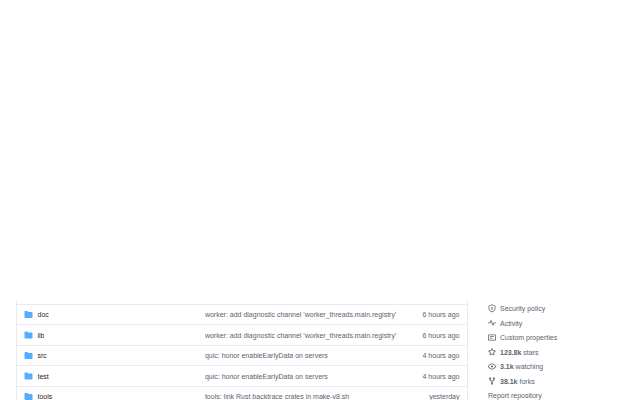 doc worker: add diagnostic channel 'worker_threads.main.registry' 6 hours ago
lib worker: add diagnostic channel 'worker_threads.main.registry' 6 hours ago
src quic: honor enableEarlyData on servers 4 hours ago
test quic: honor enableEarlyData on servers 4 hours ago
tools tools: link Rust backtrace crates in make-v8.sh yesterday
Security policy
Activity
Custom properties
123.8k stars
3.1k watching
38.1k forks
Report repository